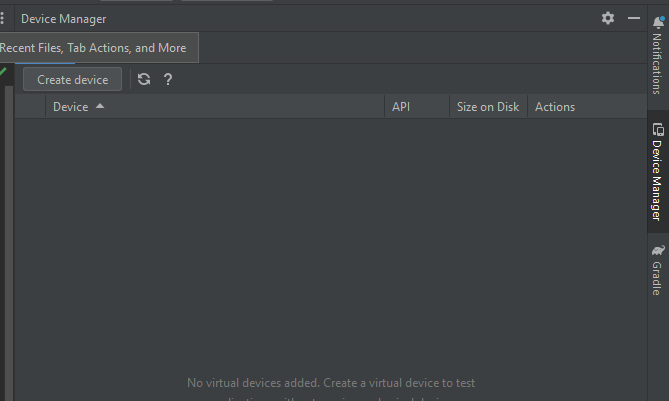 Device Manager
Recent Files, Tab Actions, and More
Create device
?
Device
API
Size on Disk
Actions
No virtual devices added. Create a virtual device to test
Notifications
Device Manager
Gradle